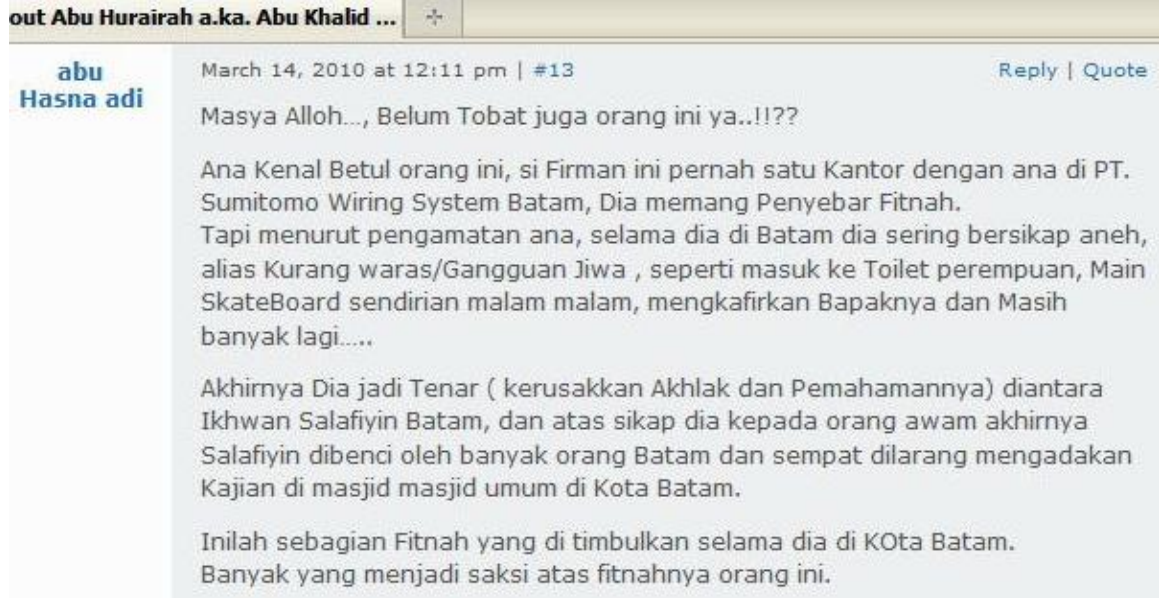 out Abu Hurairah a.ka. Abu Khalid ...
abu
Hasna adi
March 14, 2010 at 12:11 pm | #13
Reply | Quote
Masya Alloh..., Belum Tobat juga orang ini ya..!!??
Ana Kenal Betul orang ini, si Firman ini pernah satu Kantor dengan ana di PT.
Sumitomo Wiring System Batam, Dia memang Penyebar Fitnah.
Tapi menurut pengamatan ana, selama dia di Batam dia sering bersikap aneh,
alias Kurang waras/Gangguan Jiwa , seperti masuk ke Toilet perempuan, Main
SkateBoard sendirian malam malam, mengkafirkan Bapaknya dan Masih
banyak lagi.....
Akhirnya Dia jadi Tenar ( kerusakkan Akhlak dan Pemahamannya) diantara
Ikhwan Salafiyin Batam, dan atas sikap dia kepada orang awam akhirnya
Salafiyin dibenci oleh banyak orang Batam dan sempat dilarang mengadakan
Kajian di masjid masjid umum di Kota Batam.
Inilah sebagian Fitnah yang di timbulkan selama dia di KOta Batam.
Banyak yang menjadi saksi atas fitnahnya orang ini.